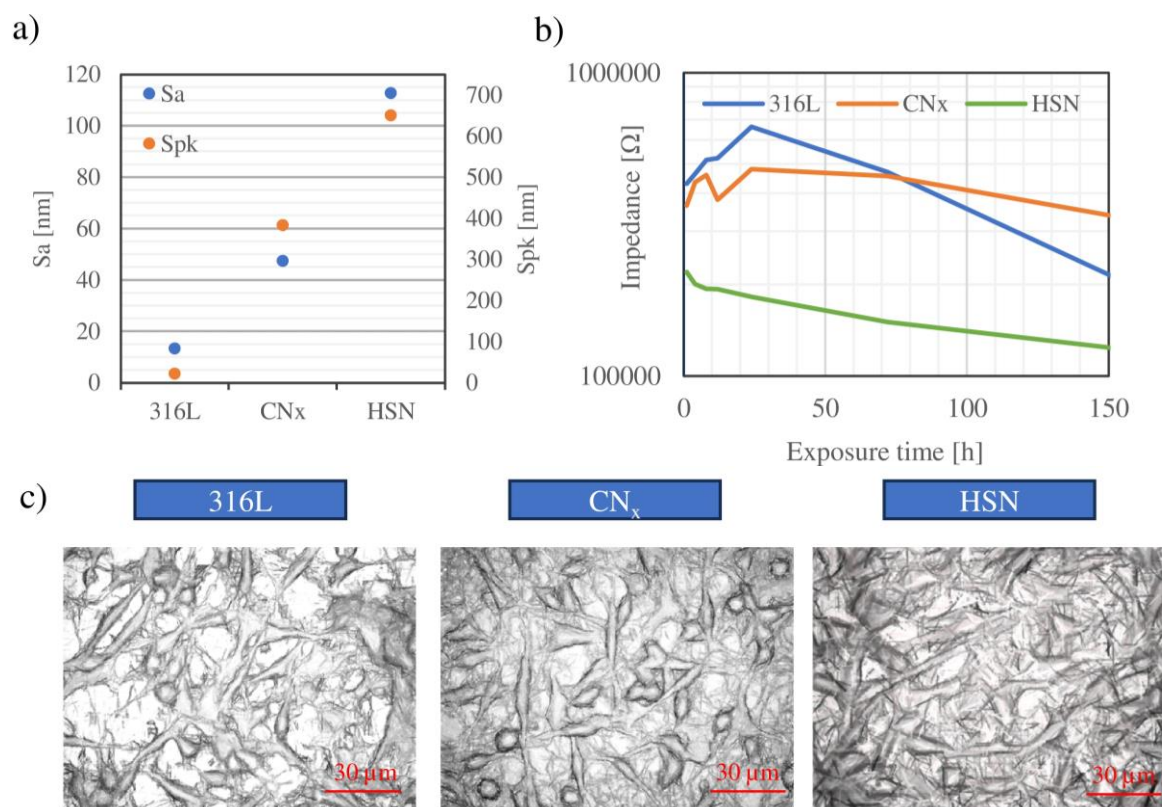 a)
120
100
80
60
40
20
0
Sa [nm]
Sa
Spk
700
600
500
400
300
200
100
0
Spk [nm]
316L
CNx
HSN
b)
1000000
100000
Impedance [Ω]
316L CNx HSN
0 50 100 150
Exposure time [h]
c)
316L
CNₓ
HSN
30 µm
30 µm
30 µm